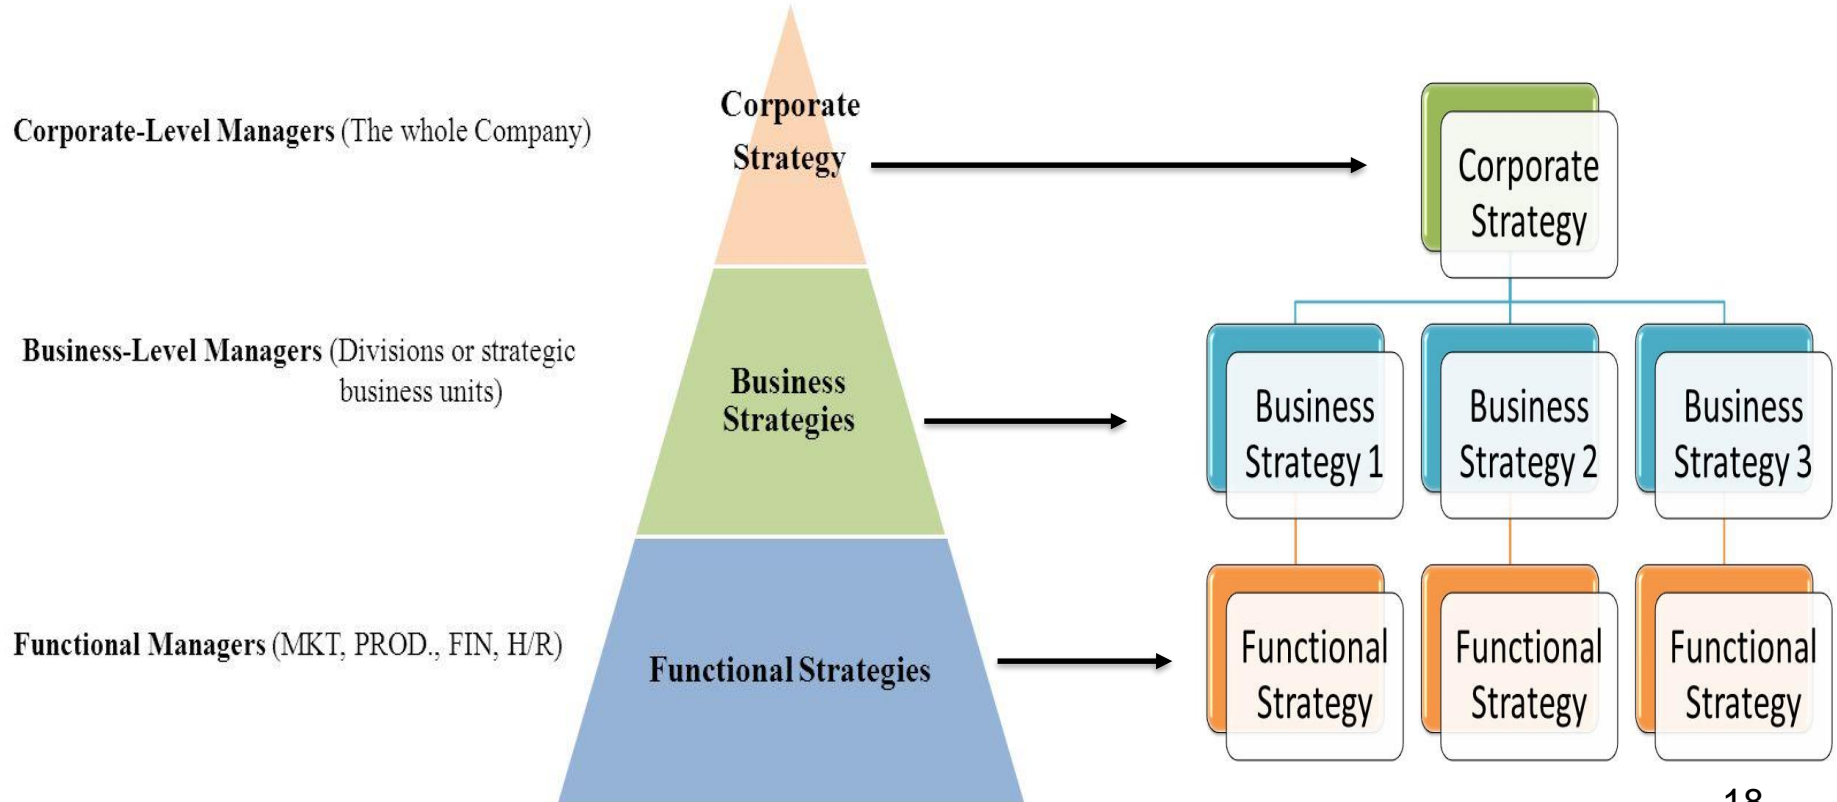 Corporate
Strategy
Corporate-Level Managers (The whole Company)
Corporate
Strategy
Business-Level Managers (Divisions or strategic
business units)
Business
Strategies
Business
Strategy 1
Business
Strategy 2
Business
Strategy 3
Functional Managers (MKT, PROD., FIN, H/R)
Functional Strategies
Functional
Strategy
Functional
Strategy
Functional
Strategy
18